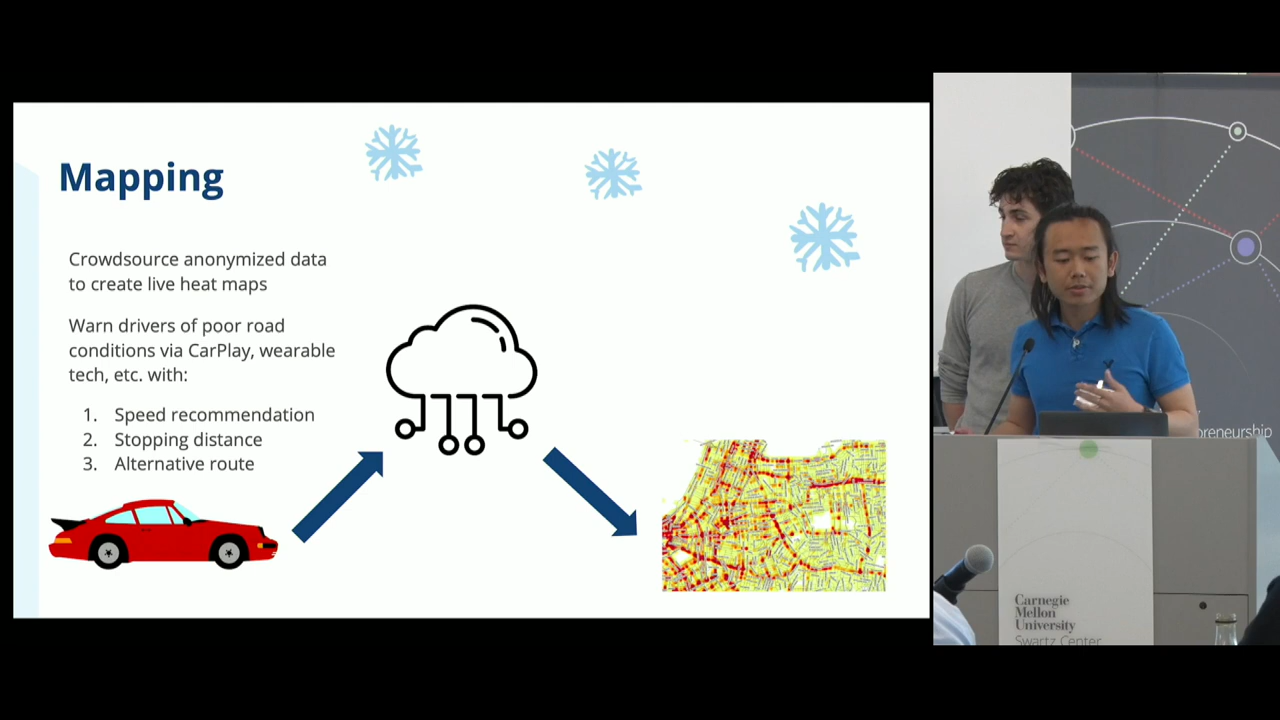 Mapping
Crowdsource anonymized data
to create live heat maps
Warn drivers of poor road
conditions via CarPlay, wearable
tech, etc. with:
1. Speed recommendation
2. Stopping distance
3. Alternative route
preneurship
Carnegie
Mellon
University
Swartz Center